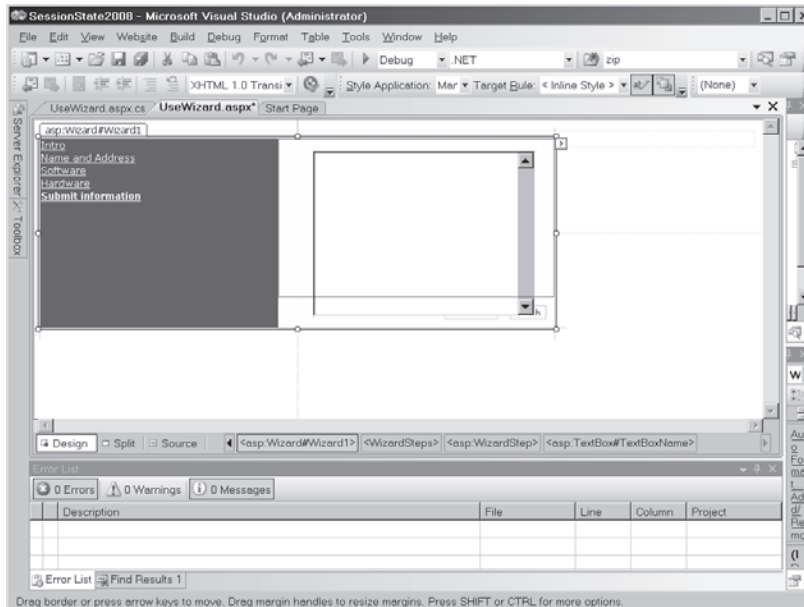 SessionState2008 - Microsoft Visual Studio (Administrator)
File Edit View Website Build Debug Format Table Tools Window Help
Debug .NET zip
XHTML 1.0 Transi Style Application: Mar Target Rule: < Inline Style > ab/ (None)
UseWizard.aspx.cs UseWizard.aspx* Start Page
Server Explorer Toolbox
asp:Wizard#Wizard1
Intro
Name and Address
Software
Hardware
Submit information
Design Split Source <asp:Wizard#Wizard1> <WizardSteps> <asp:WizardStep> <asp:TextBox#TextBoxName>
Error List
0 Errors 0 Warnings 0 Messages
Description File Line Column Project
Error List Find Results 1
Drag border or press arrow keys to move. Drag margin handles to resize margins. Press SHIFT or CTRL for more options.